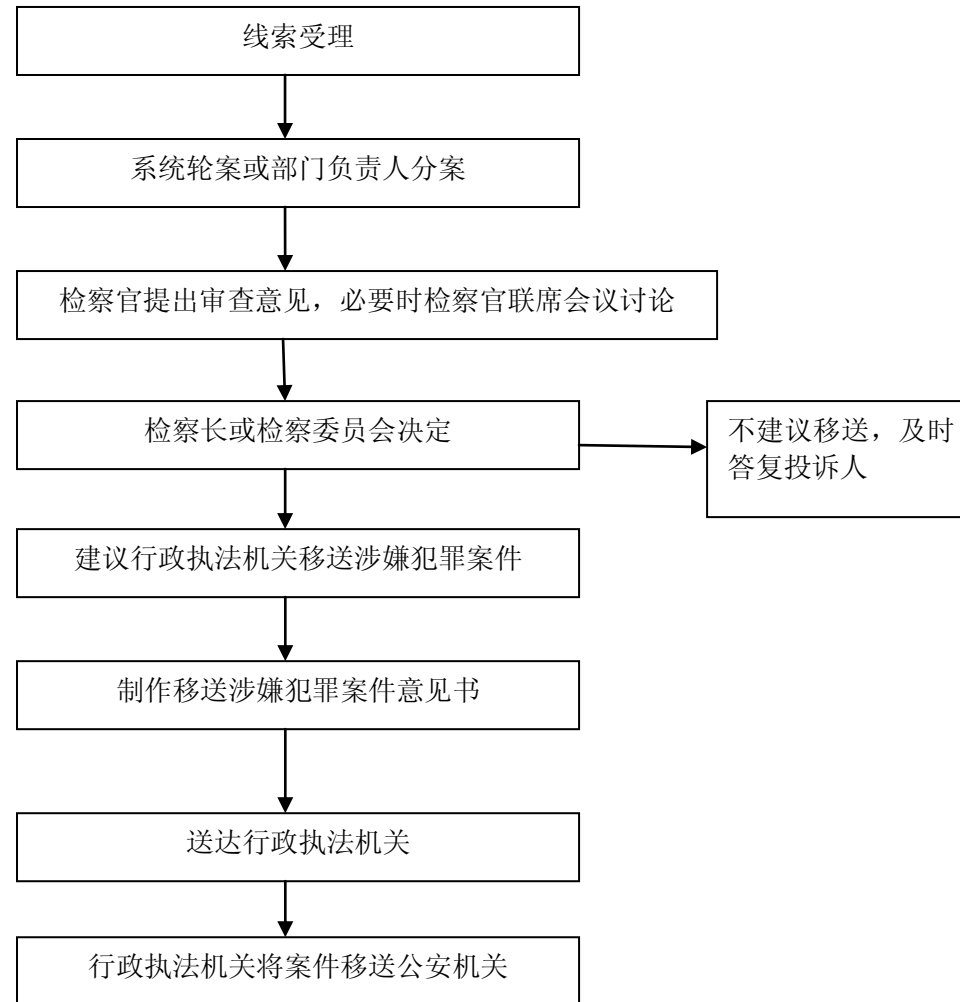 线索受理
系统轮案或部门负责人分案
检察官提出审查意见，必要时检察官联席会议讨论
检察长或检察委员会决定
不建议移送，及时
答复投诉人
建议行政执法机关移送涉嫌犯罪案件
制作移送涉嫌犯罪案件意见书
送达行政执法机关
行政执法机关将案件移送公安机关